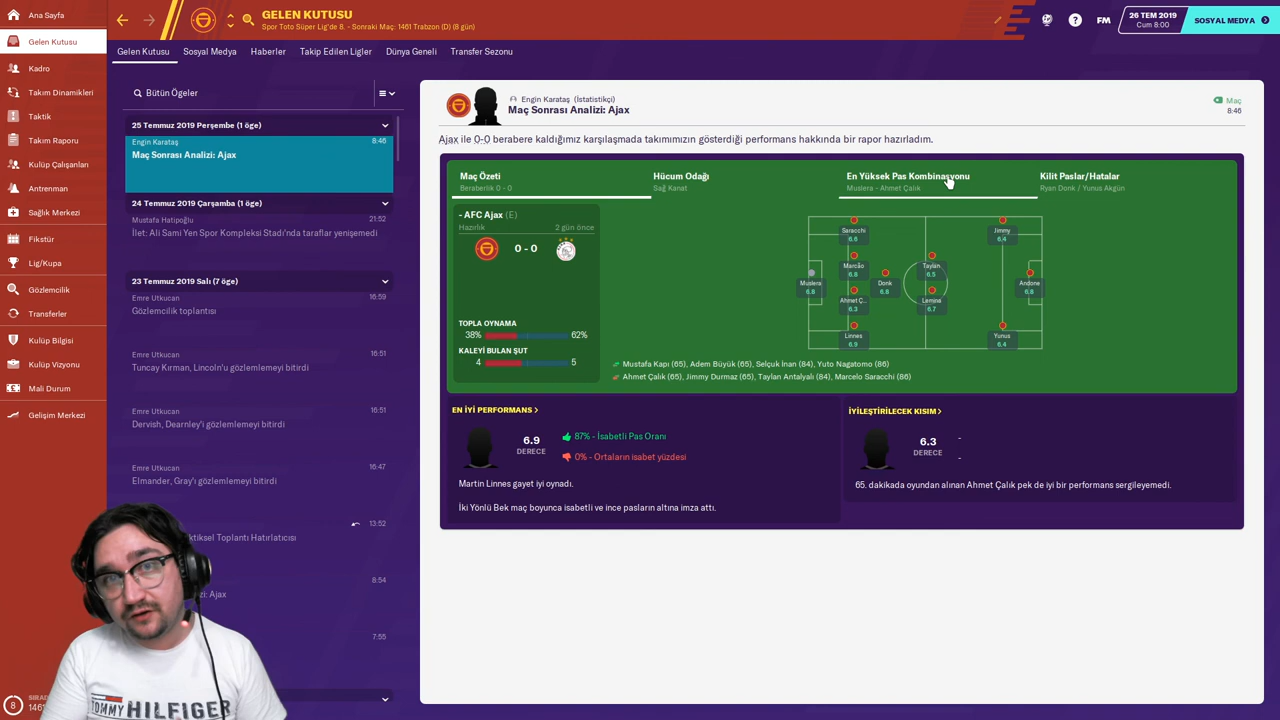 Ana Sayfa
Gelen Kutusu
Kadro
Takım Dinamikleri
Taktik
Takım Raporu
Kulüp Çalışanları
Antrenman
Sağlık Merkezi
Fikstür
Lig/Kupa
Gözlemcilik
Transferler
Kulüp Bilgisi
Kulüp Vizyonu
Mali Durum
Gelişim Merkezi
8
1461
GELEN KUTUSU
Spor Toto Süper Lig'de 8. - Sonraki Maç: 1461 Trabzon (D) (8 gün)
FM
26 TEM 2019
Cum 8:00
SOSYAL MEDYA
Gelen Kutusu Sosyal Medya Haberler Takip Edilen Ligler Dünya Geneli Transfer Sezonu
Bütün Ögeler
25 Temmuz 2019 Perşembe (1 öge)
Engin Karataş 8:46
Maç Sonrası Analizi: Ajax
24 Temmuz 2019 Çarşamba (1 öge)
Mustafa Hatipoğlu 21:52
İlet: Ali Sami Yen Spor Kompleksi Stadı'nda taraflar yenişemedi
23 Temmuz 2019 Salı (7 öge)
Emre Utkucan 16:59
Gözlemcilik toplantısı
Emre Utkucan 16:51
Tuncay Kırman, Lincoln'u gözlemlemeyi bitirdi
Emre Utkucan 16:51
Dervish, Dearnley'i gözlemlemeyi bitirdi
Emre Utkucan 16:47
Elmander, Gray'i gözlemlemeyi bitirdi
13:52
ktiksel Toplantı Hatırlatıcısı
8:54
zi: Ajax
7:55
Engin Karataş (İstatistikçi)
Maç Sonrası Analizi: Ajax
Maç
8:46
Ajax ile 0-0 berabere kaldığımız karşılaşmada takımımızın gösterdiği performans hakkında bir rapor hazırladım.
Maç Özeti
Beraberlik 0 - 0
Hücum Odağı
Sağ Kanat
En Yüksek Pas Kombinasyonu
Muslera - Ahmet Çalık
Kilit Paslar/Hatalar
Ryan Donk / Yunus Akgün
- AFC Ajax (E)
Hazırlık 2 gün önce
0 - 0
TOPLA OYNAMA
38% 62%
KALEYİ BULAN ŞUT
4 5
Saracchi
6.6
Jimmy
6.4
Marcão
6.8
Taylan
6.5
Muslera
6.8
Donk
6.8
Andone
6.8
Ahmet Ç...
6.3
Lemina
6.7
Linnes
6.9
Yunus
6.4
Mustafa Kapı (65), Adem Büyük (65), Selçuk İnan (84), Yuto Nagatomo (86)
Ahmet Çalık (65), Jimmy Durmaz (65), Taylan Antalyalı (84), Marcelo Saracchi (86)
EN İYİ PERFORMANS
6.9
DERECE
87% - İsabetli Pas Oranı
0% - Ortaların isabet yüzdesi
Martin Linnes gayet iyi oynadı.
İki Yönlü Bek maç boyunca isabetli ve ince pasların altına imza attı.
İYİLEŞTİRİLECEK KISIM
6.3
DERECE
-
-
65. dakikada oyundan alınan Ahmet Çalık pek de iyi bir performans sergileyemedi.
TOMMY HILFIGER